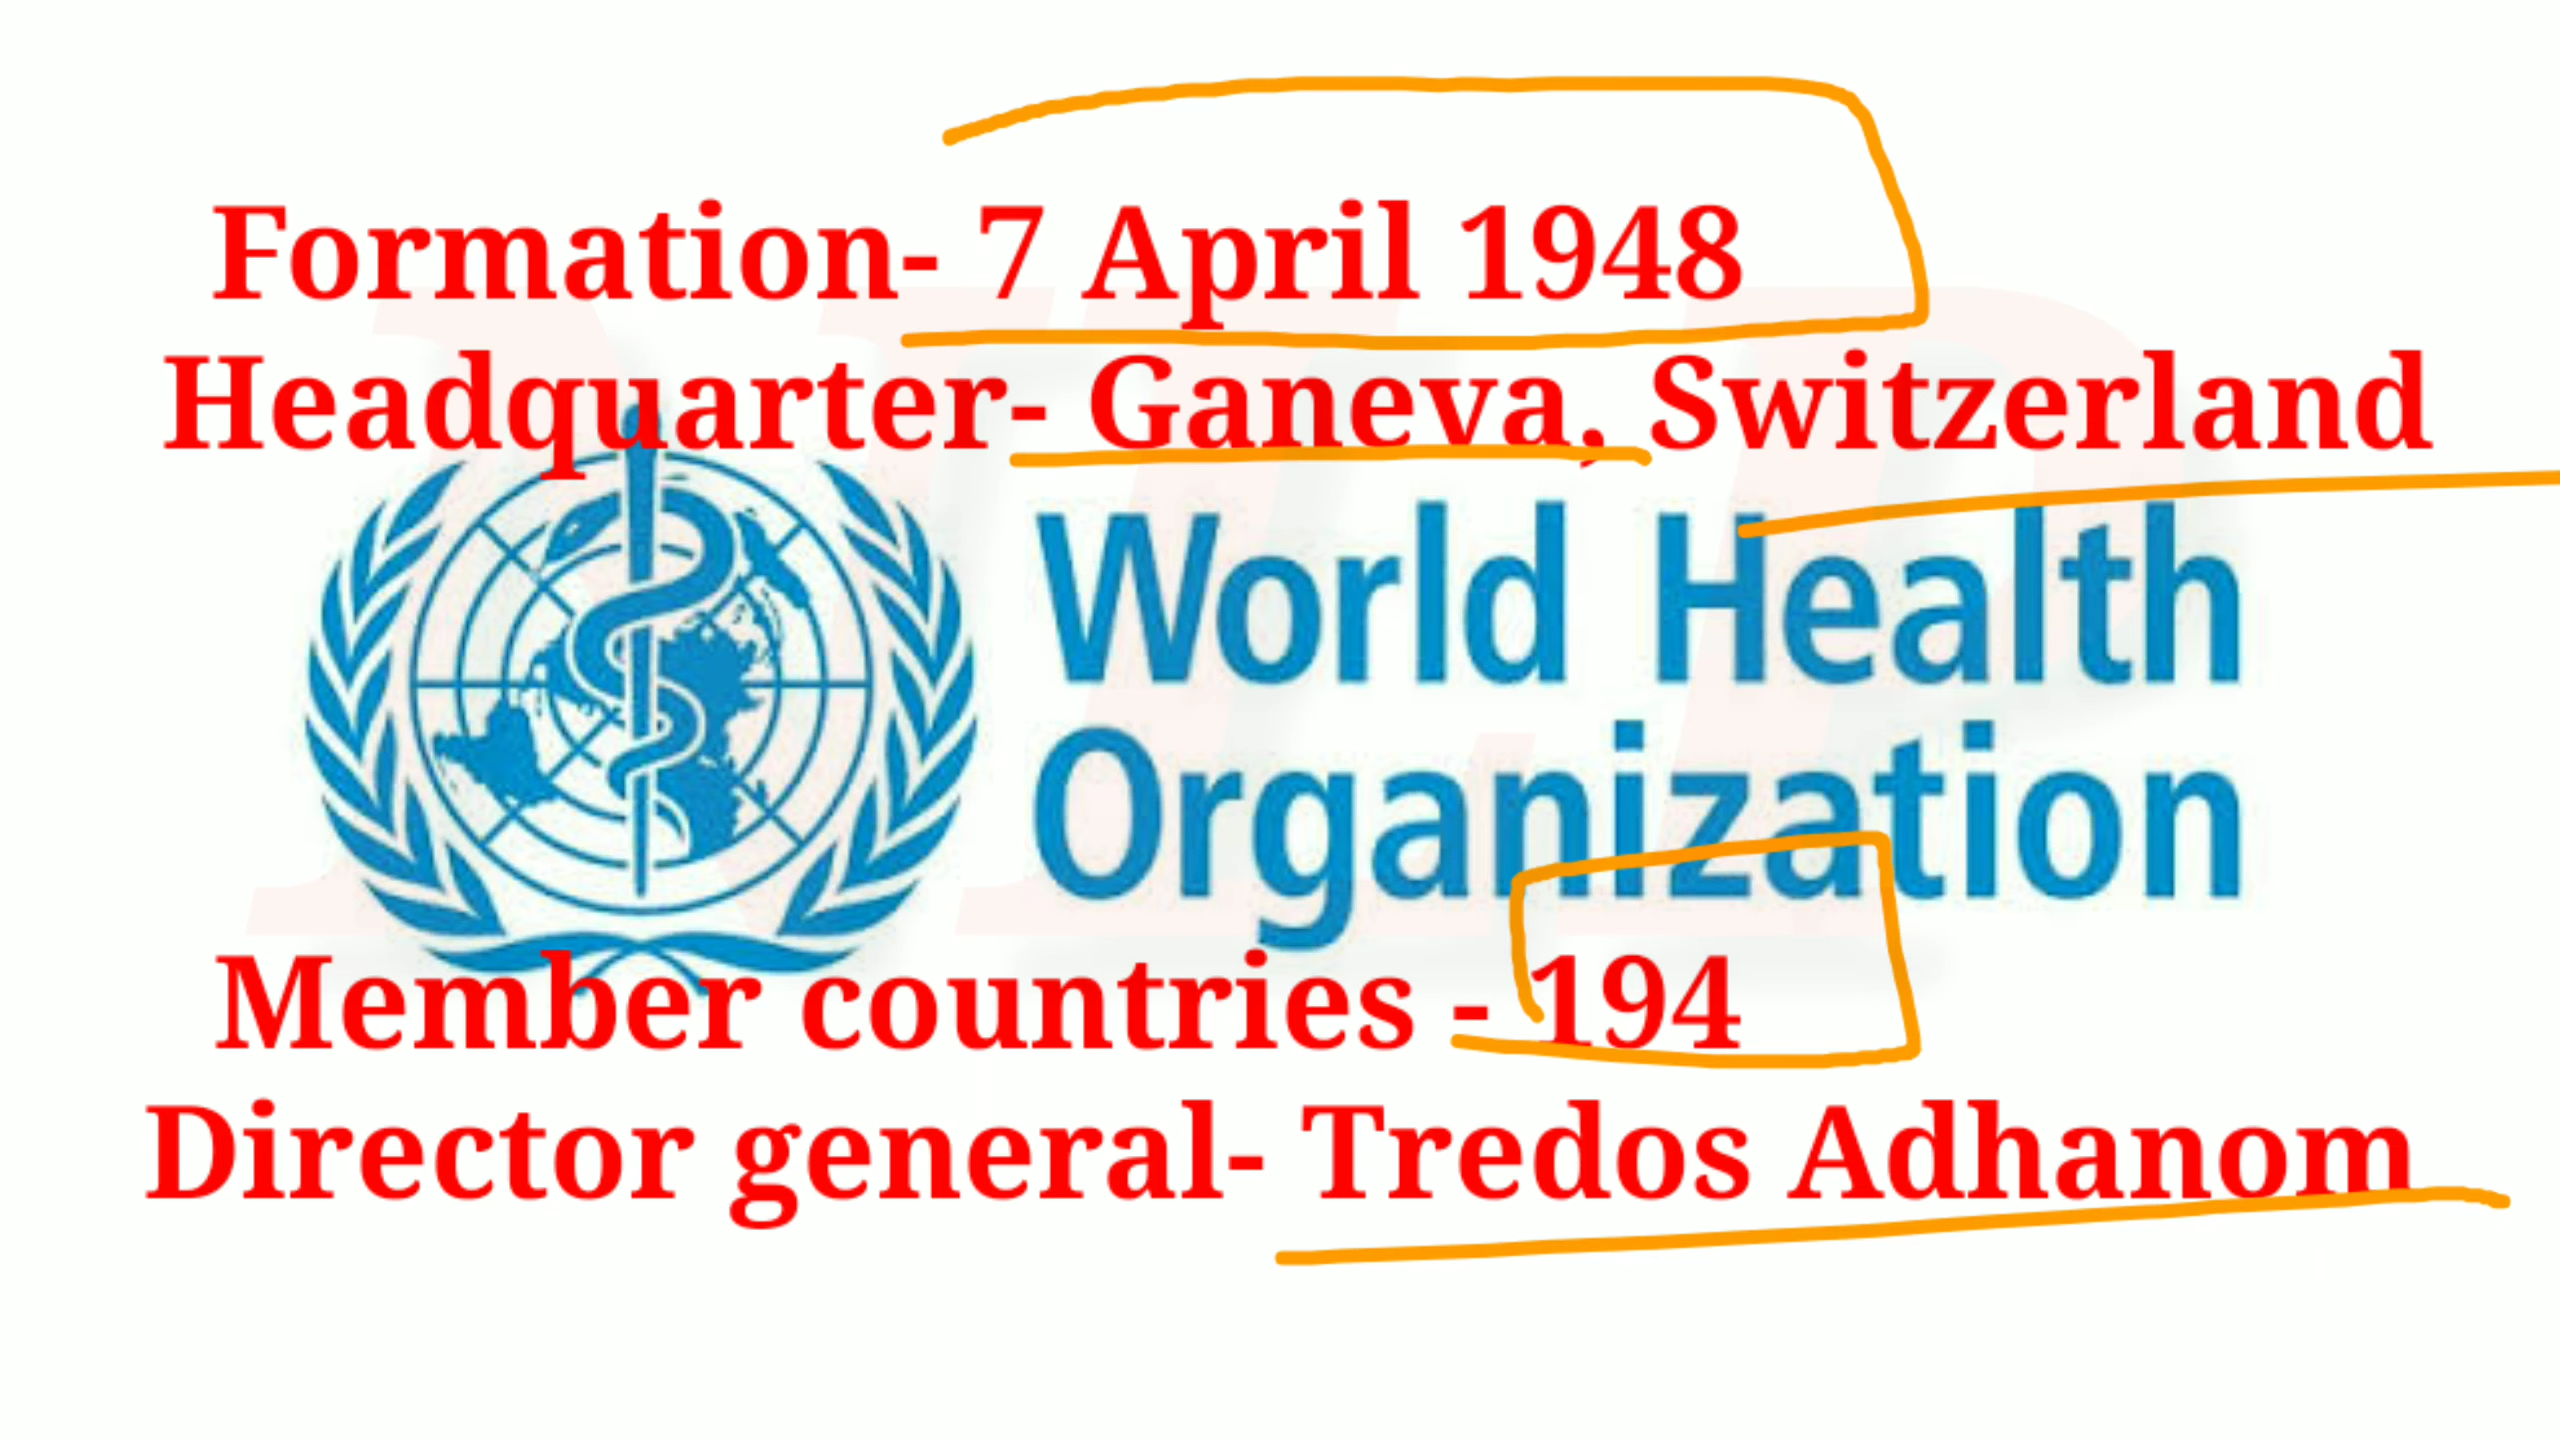 Formation- 7 April 1948
Headquarter- Ganeva, Switzerland
World Health
Organization
Member countries - 194
Director general- Tredos Adhanom